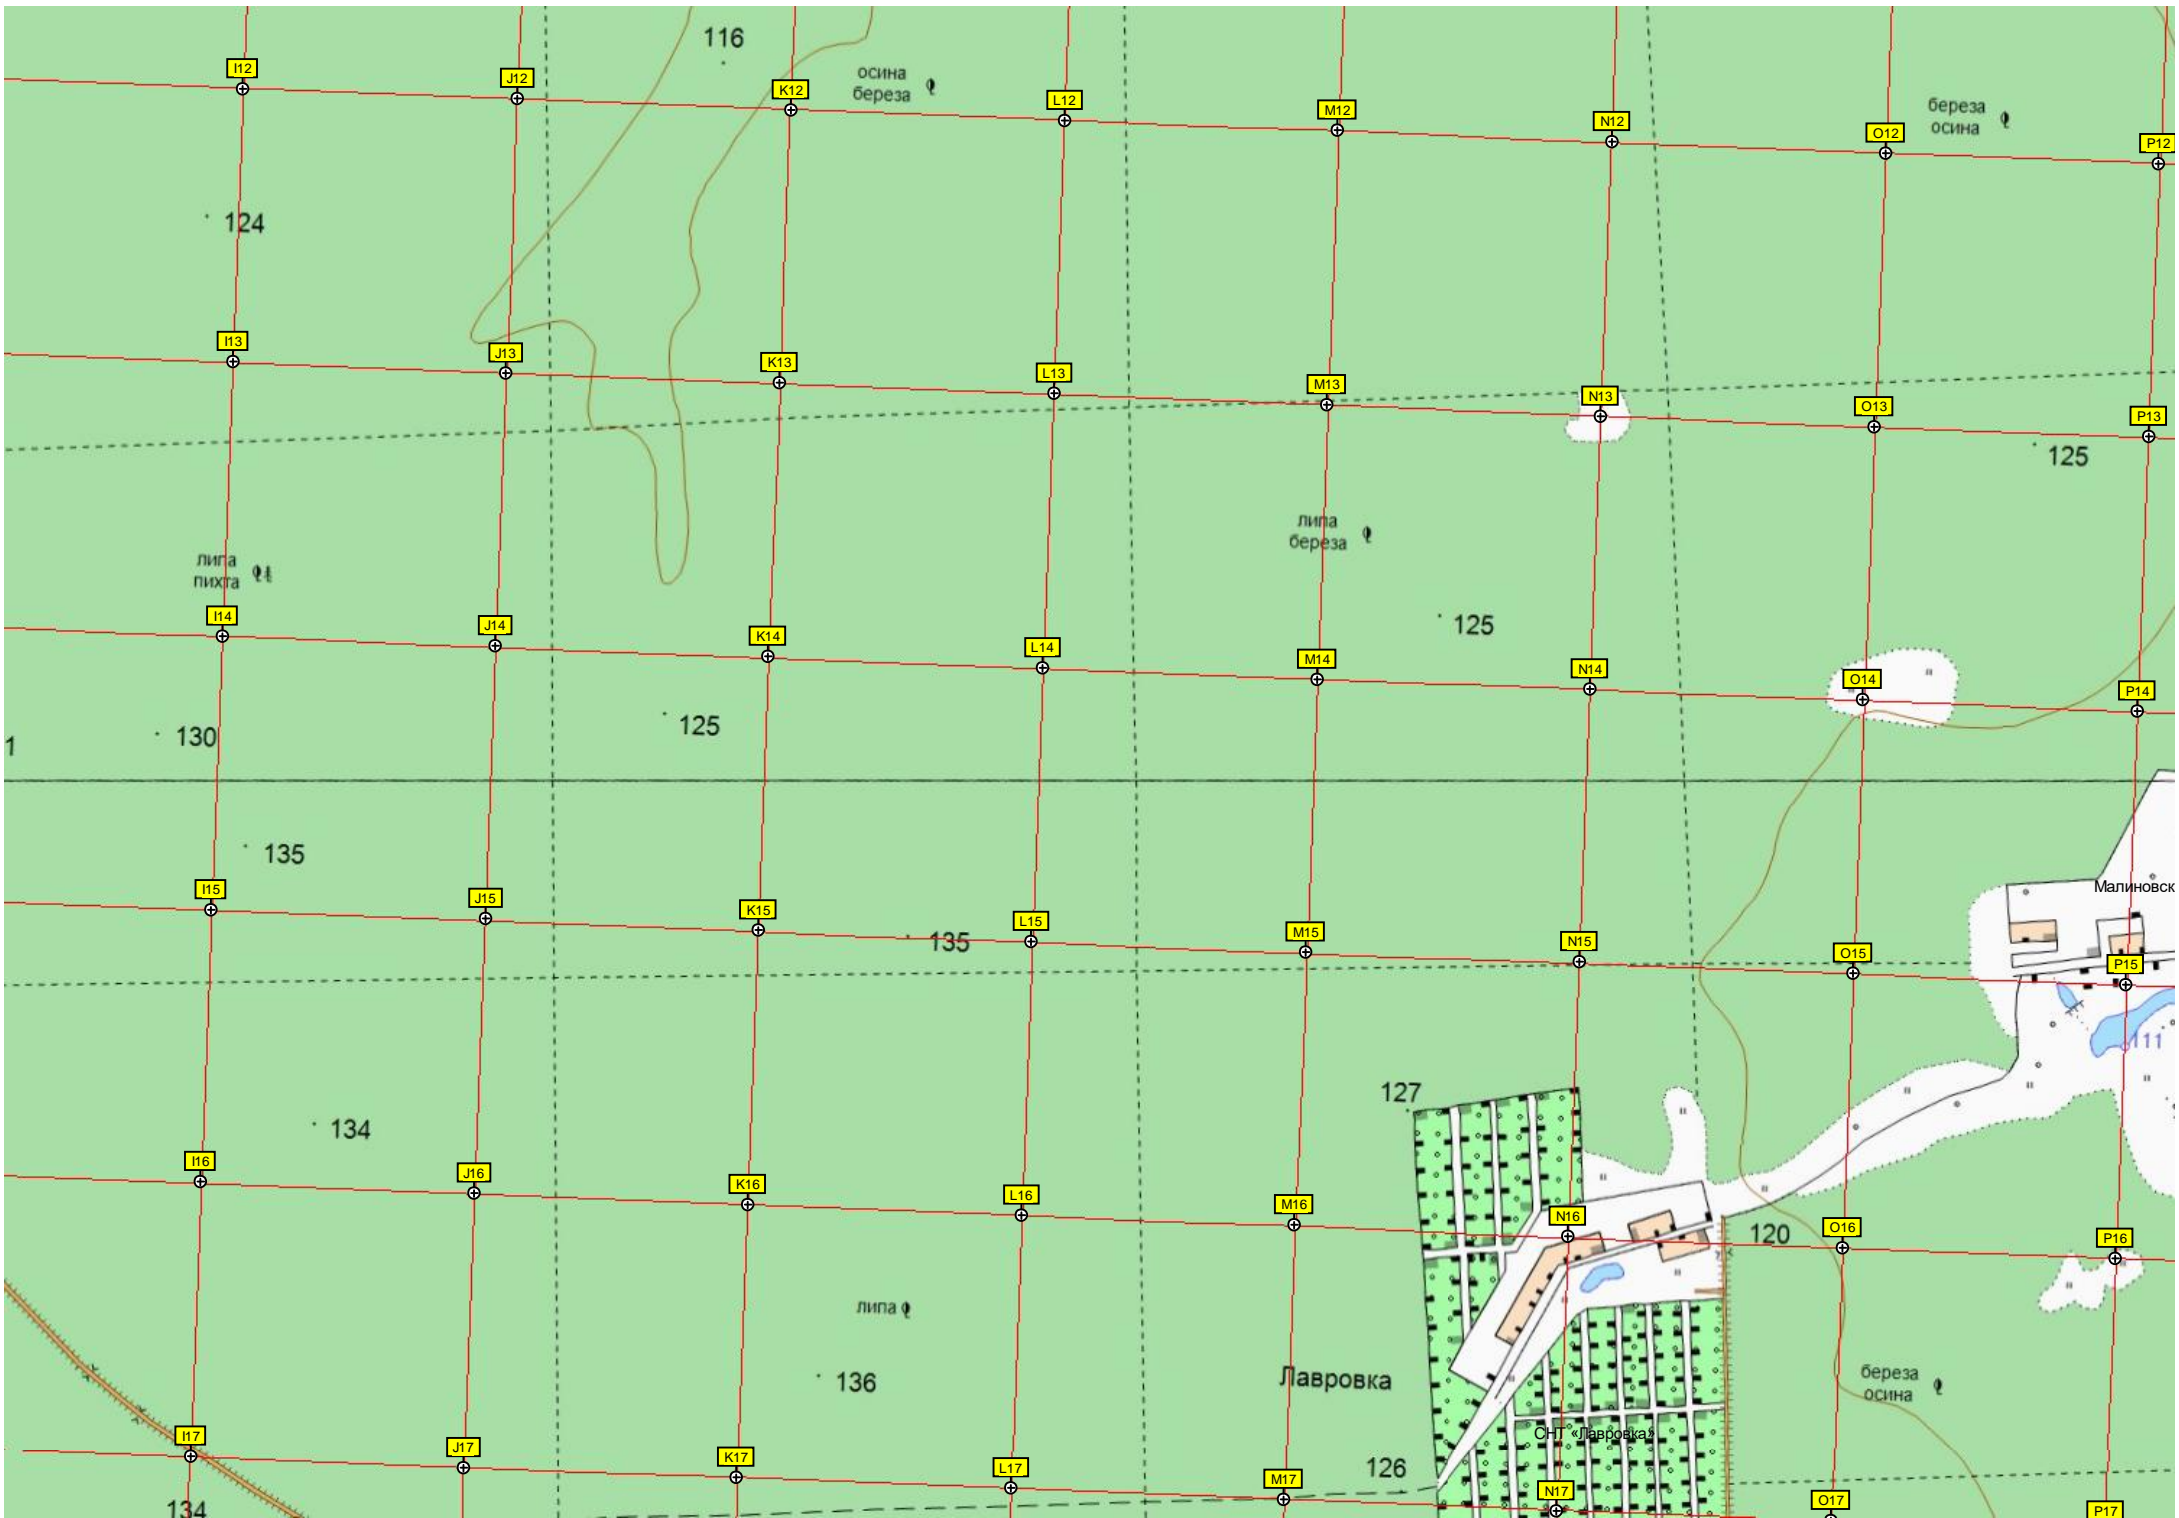 116
I12
J12
K12
осина
береза
L12
M12
N12
O12
береза
осина
P12
124
I13
J13
K13
L13
M13
N13
O13
P13
125
липа
береза
липа
пихта
I14
J14
K14
L14
M14
125
N14
O14
P14
130
125
1
135
I15
J15
K15
135
L15
M15
N15
O15
Малиновск
P15
111
127
134
I16
J16
K16
L16
M16
N16
120
O16
P16
липа
136
Лавровка
береза
осина
СНТ «Лавровка»
I17
J17
K17
L17
M17
126
N17
O17
P17
134